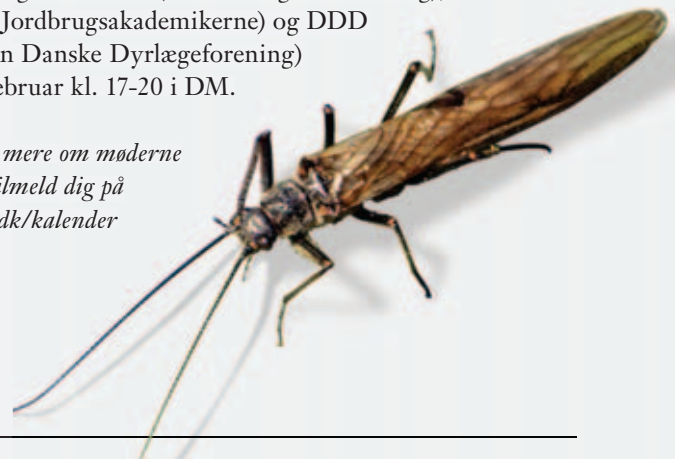 Jordbrugsakademikerne) og DDD
n Danske Dyrlægeforening)
ebruar kl. 17-20 i DM.
mere om møderne
ilmeld dig på
dk/kalender